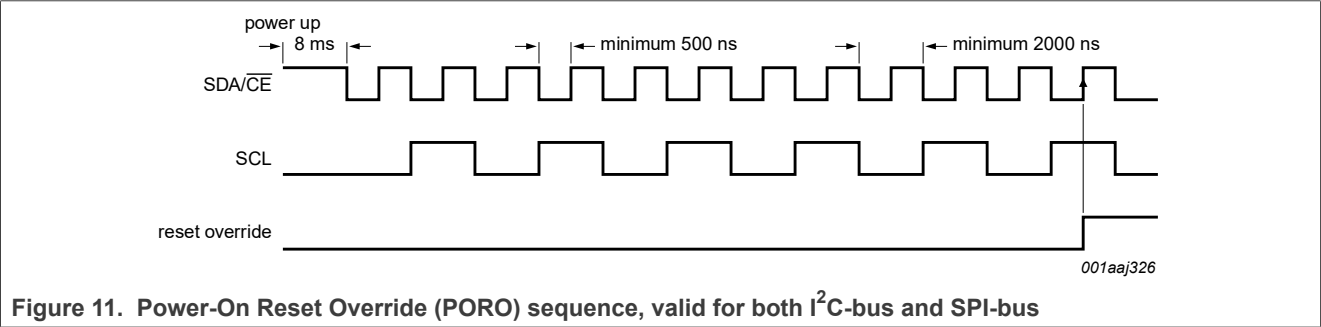 power up
8 ms
minimum 500 ns
minimum 2000 ns
SDA/CE
SCL
reset override
001aaj326
Figure 11. Power-On Reset Override (PORO) sequence, valid for both I²C-bus and SPI-bus